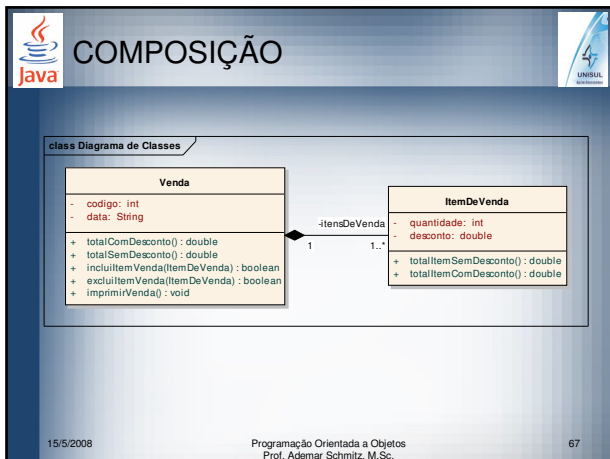 Java
COMPOSIÇÃO
UNISUL
class Diagrama de Classes
Venda
- codigo: int
- data: String
+ totalComDesconto() : double
+ totalSemDesconto() : double
+ incluiItemVenda(ItemDeVenda) : boolean
+ excluiItemVenda(ItemDeVenda) : boolean
+ imprimirVenda() : void
-itensDeVenda
1
1..*
ItemDeVenda
- quantidade: int
- desconto: double
+ totalItemSemDesconto() : double
+ totalItemComDesconto() : double
15/5/2008
Programação Orientada a Objetos
Prof. Ademar Schmitz, M.Sc.
67